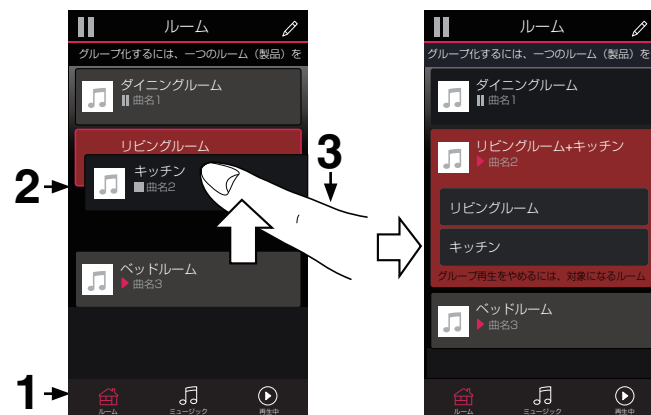 ルーム
グループ化するには、一つのルーム（製品）を
ダイニングルーム
曲名1
リビングルーム
キッチン
曲名2
ベッドルーム
曲名3
ルーム
ミュージック
再生中
1
2
3
ルーム
グループ化するには、一つのルーム（製品）を
ダイニングルーム
曲名1
リビングルーム+キッチン
曲名2
リビングルーム
キッチン
グループ再生をやめるには、対象になるルーム
ベッドルーム
曲名3
ルーム
ミュージック
再生中